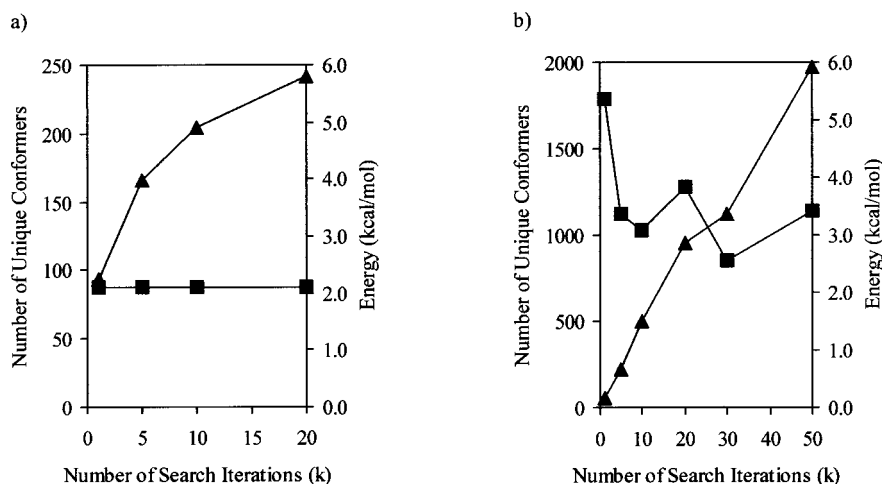 a)
250
200
150
100
50
0
Number of Unique Conformers
6.0
5.0
4.0
3.0
2.0
1.0
0.0
Energy (kcal/mol)
0 5 10 15 20
Number of Search Iterations (k)
b)
2000
1500
1000
500
0
Number of Unique Conformers
6.0
5.0
4.0
3.0
2.0
1.0
0.0
Energy (kcal/mol)
0 10 20 30 40 50
Number of Search Iterations (k)